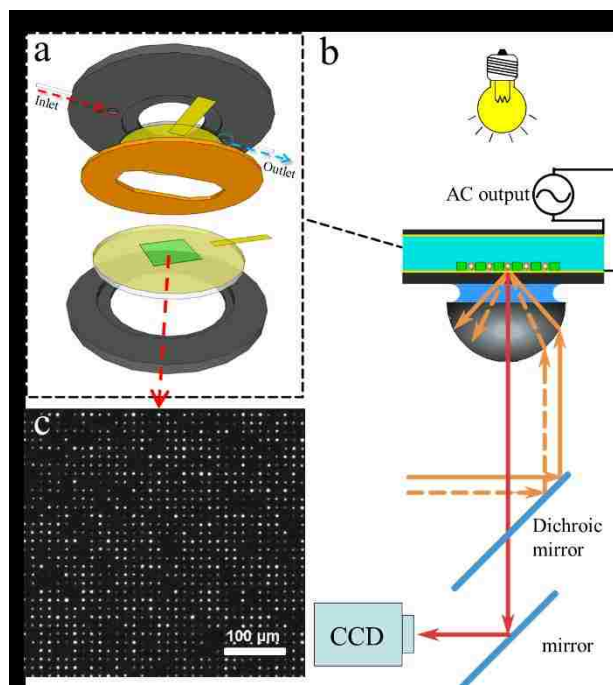 a
Inlet
Outlet
b
AC output
c
100 μm
Dichroic
mirror
CCD
mirror